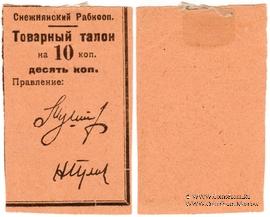 Снежнянский Рабкооп.
Товарный талон
на 10 коп.
десять коп.
Правление: